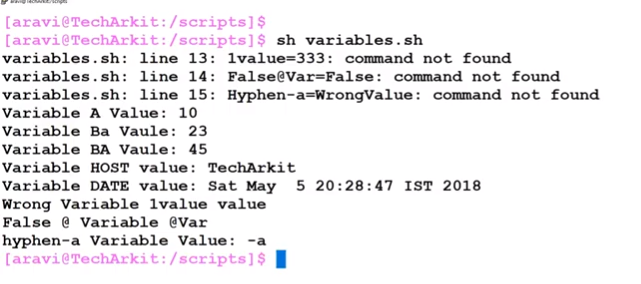 aravi@TechArkit:/scripts
[aravi@TechArkit:/scripts]$
[aravi@TechArkit:/scripts]$ sh variables.sh
variables.sh: line 13: 1value=333: command not found
variables.sh: line 14: False@Var=False: command not found
variables.sh: line 15: Hyphen-a=WrongValue: command not found
Variable A Value: 10
Variable Ba Vaule: 23
Variable BA Vaule: 45
Variable HOST value: TechArkit
Variable DATE value: Sat May  5 20:28:47 IST 2018
Wrong Variable 1value value
False @ Variable @Var
hyphen-a Variable Value: -a
[aravi@TechArkit:/scripts]$